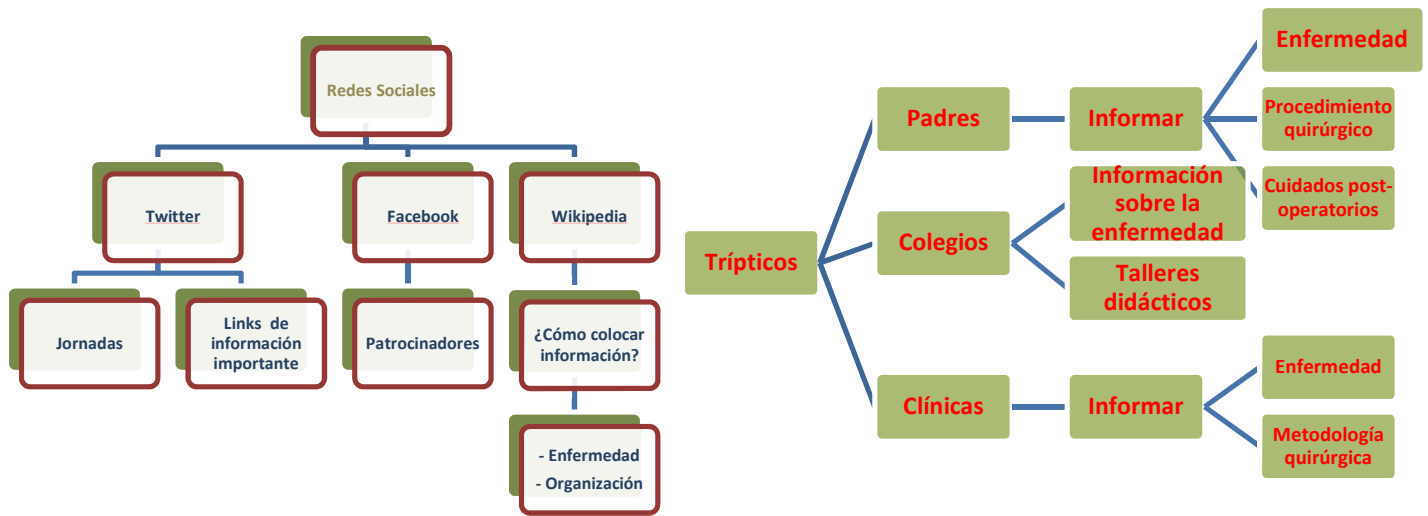 Redes Sociales
Twitter
Facebook
Wikipedia
Jornadas
Links de
información
importante
Patrocinadores
¿Cómo colocar
información?
- Enfermedad
- Organización
Trípticos
Padres
Informar
Enfermedad
Procedimiento
quirúrgico
Cuidados post-
operatorios
Colegios
Información
sobre la
enfermedad
Talleres
didácticos
Clínicas
Informar
Enfermedad
Metodología
quirúrgica